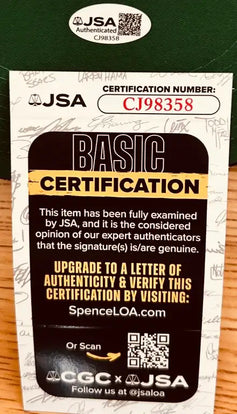 JSA
Authenticated
CJ98358
LARRY HAMA
JSA
CERTIFICATION NUMBER:
CJ98358
BASIC
CERTIFICATION
This item has been fully examined
by JSA, and it is the considered
opinion of our expert authenticators
that the signature(s) is/are genuine.
UPGRADE TO A LETTER OF
AUTHENTICITY & VERIFY THIS
CERTIFICATION BY VISITING:
SpenceLOA.com
Or Scan
CGC x JSA
Follow us at @jsaloa